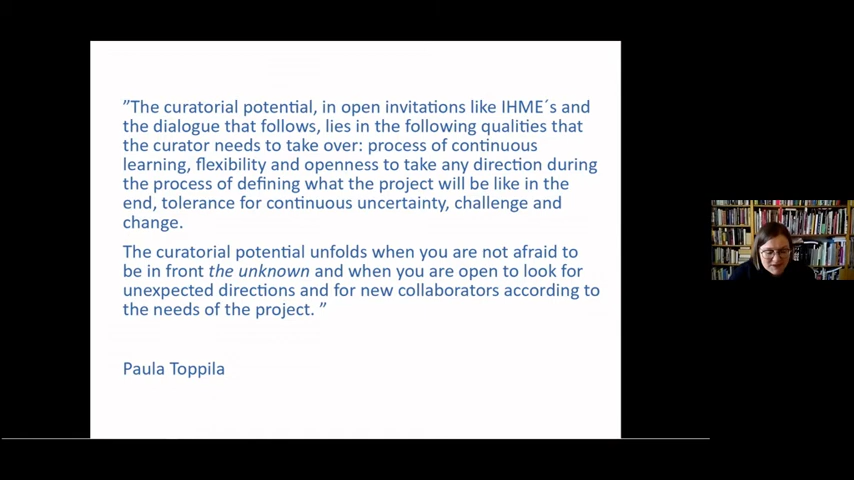 ”The curatorial potential, in open invitations like IHME´s and
the dialogue that follows, lies in the following qualities that
the curator needs to take over: process of continuous
learning, flexibility and openness to take any direction during
the process of defining what the project will be like in the
end, tolerance for continuous uncertainty, challenge and
change.
The curatorial potential unfolds when you are not afraid to
be in front the unknown and when you are open to look for
unexpected directions and for new collaborators according to
the needs of the project. ”
Paula Toppila